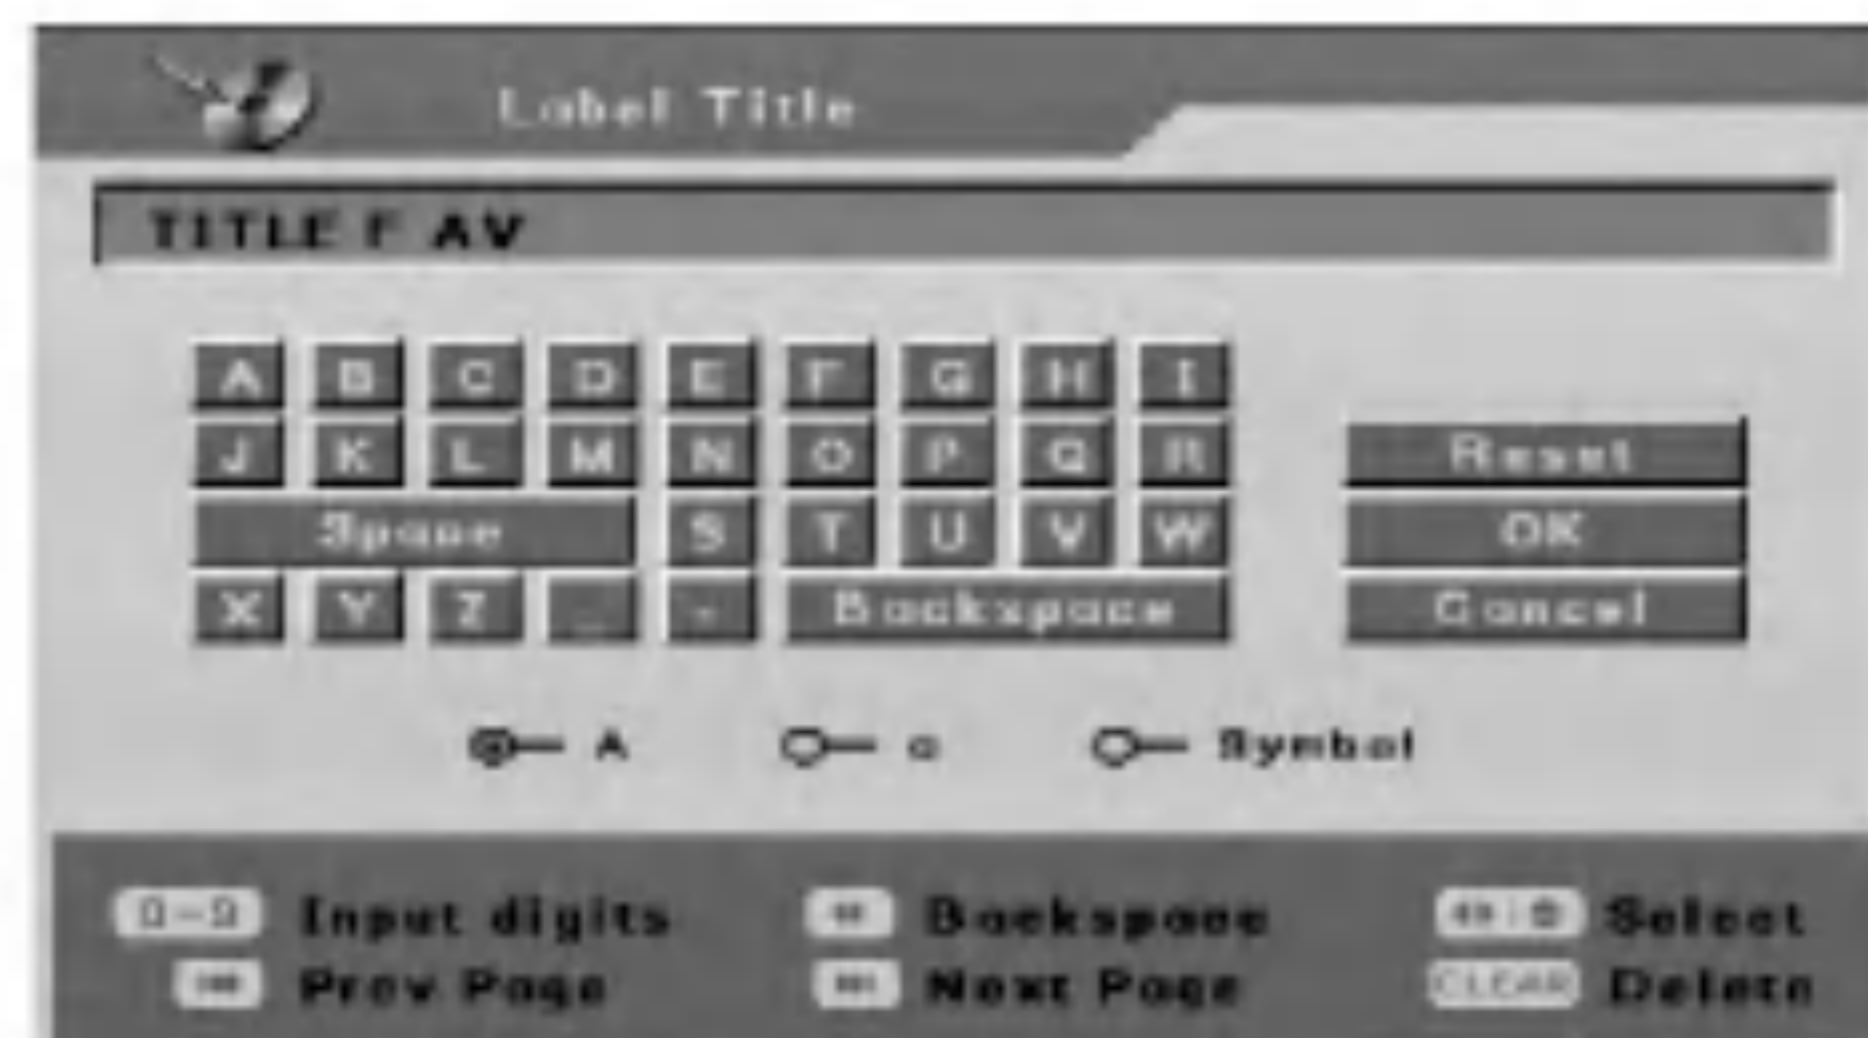 Label Title
TITLE F AV
A B C D E F G H I
J K L M N O P Q R Reset
Space S T U V W OK
X Y Z _ - Backspace Cancel
A a Symbol
0-9 Input digits Backspace Select
Prev Page Next Page CLEAR Delete